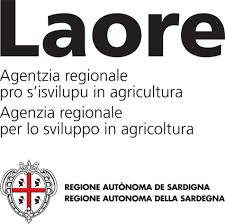 Laore
Agentzia regionale
pro s'isvilupu in agricultura
Agenzia regionale
per lo sviluppo in agricoltura
REGIONE AUTÒNOMA DE SARDIGNA
REGIONE AUTONOMA DELLA SARDEGNA